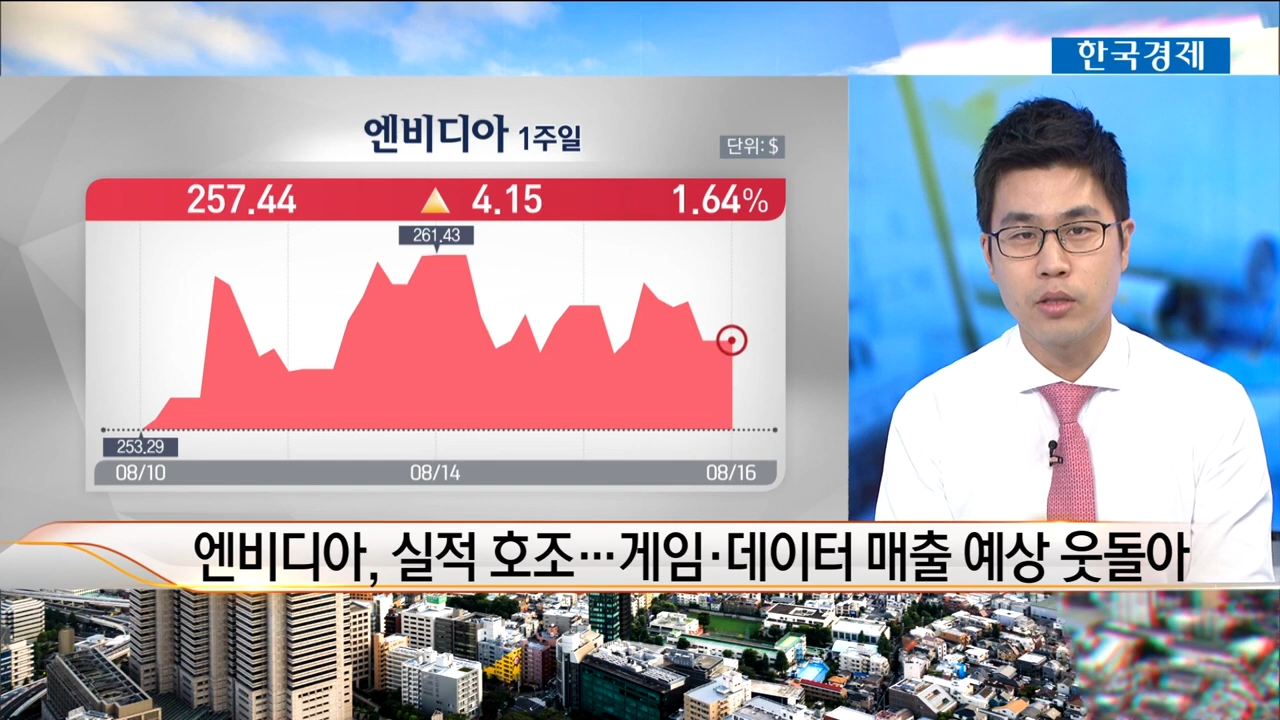 한국경제
엔비디아 1주일
단위: $
257.44 ▲ 4.15 1.64%
261.43
253.29
08/10 08/14 08/16
엔비디아, 실적 호조…게임·데이터 매출 예상 웃돌아